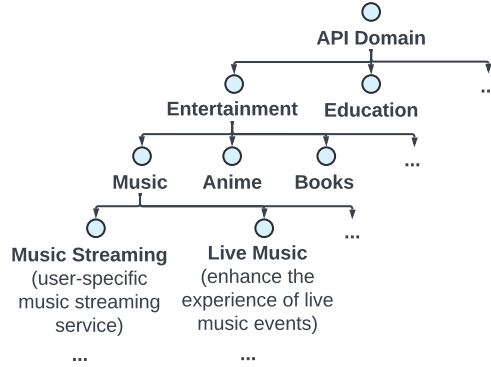 API Domain
Entertainment
Education
..
Music
Anime
Books
...
Music Streaming
(user-specific
music streaming
service)
Live Music
(enhance the
experience of live
music events)
...
...
...